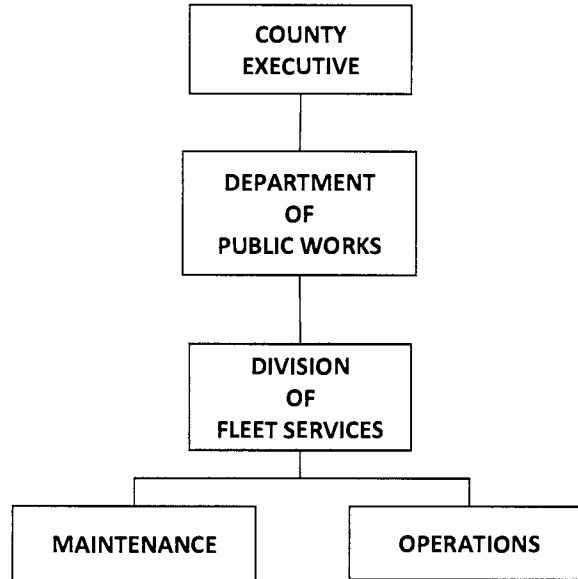 COUNTY
EXECUTIVE
DEPARTMENT
OF
PUBLIC WORKS
DIVISION
OF
FLEET SERVICES
MAINTENANCE
OPERATIONS